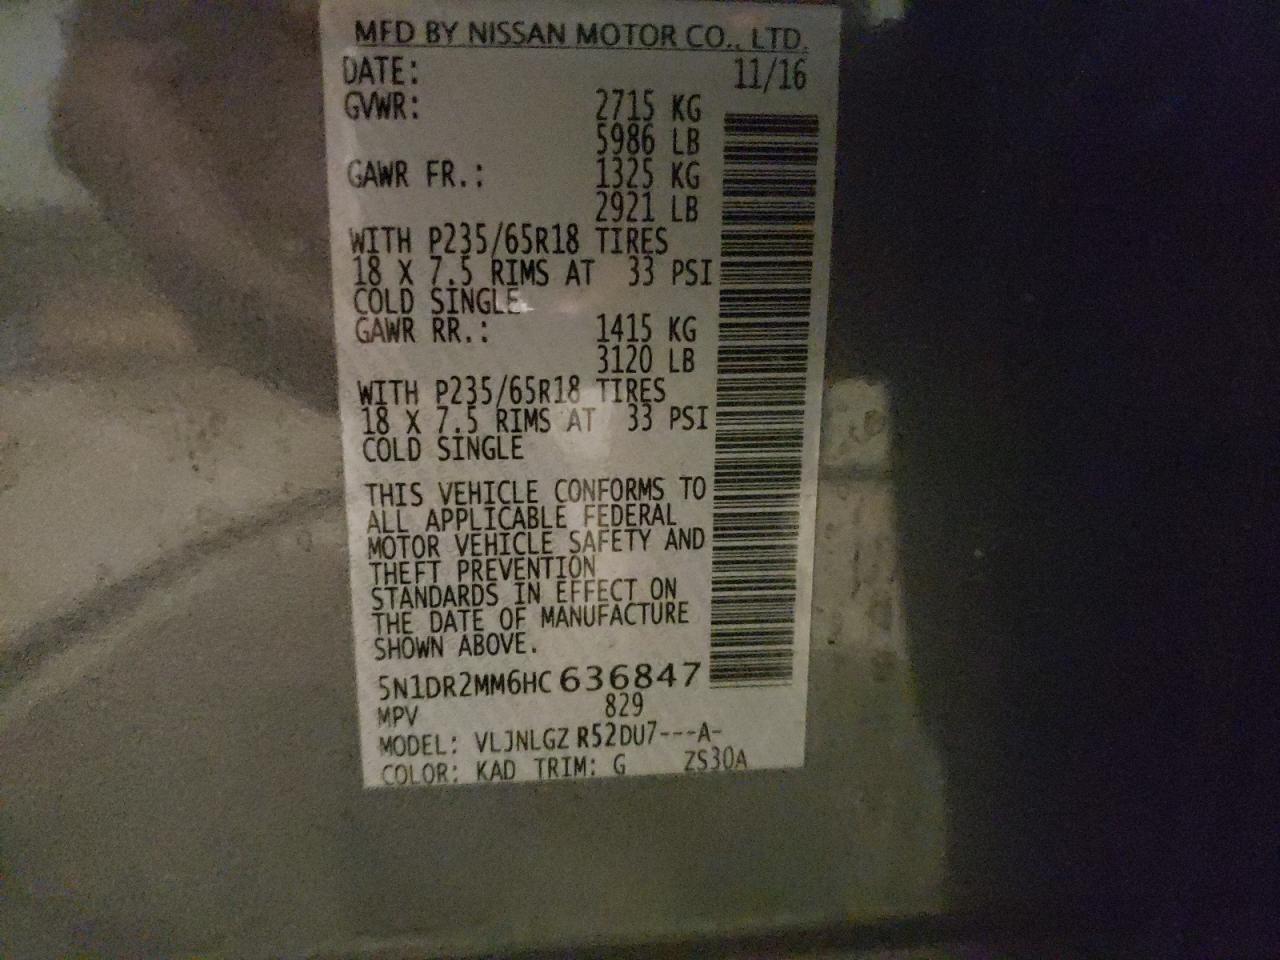 MFD BY NISSAN MOTOR CO., LTD.
DATE: 11/16
GVWR: 2715 KG
5986 LB
GAWR FR.: 1325 KG
2921 LB
WITH P235/65R18 TIRES
18 X 7.5 RIMS AT 33 PSI
COLD SINGLE
GAWR RR.: 1415 KG
3120 LB
WITH P235/65R18 TIRES
18 X 7.5 RIMS AT 33 PSI
COLD SINGLE
THIS VEHICLE CONFORMS TO
ALL APPLICABLE FEDERAL
MOTOR VEHICLE SAFETY AND
THEFT PREVENTION
STANDARDS IN EFFECT ON
THE DATE OF MANUFACTURE
SHOWN ABOVE.
5N1DR2MM6HC636847
MPV 829
MODEL: VLJNLGZ R52DU7---A-
COLOR: KAD TRIM: G ZS30A